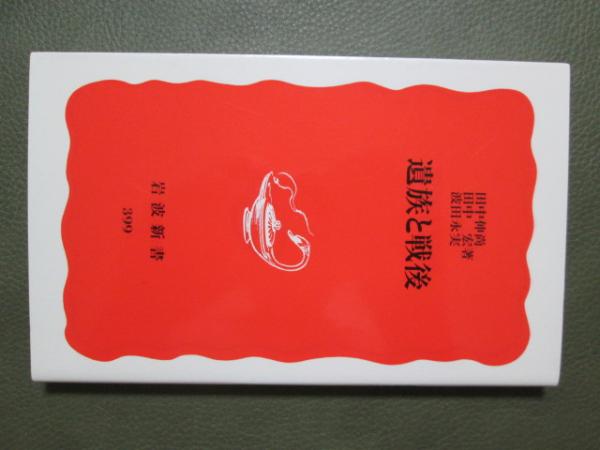 田中伸尚
田中 宏 著
波田永実
遺族と戦後
岩波新書
399